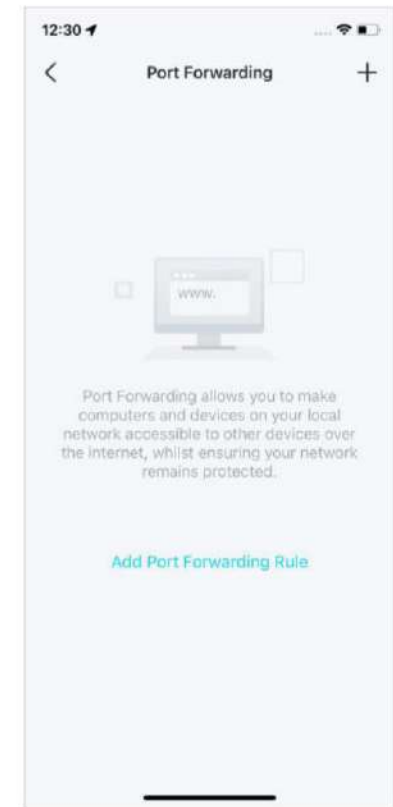 12:30
Port Forwarding
www.
Port Forwarding allows you to make
computers and devices on your local
network accessible to other devices over
the internet, whilst ensuring your network
remains protected.
Add Port Forwarding Rule